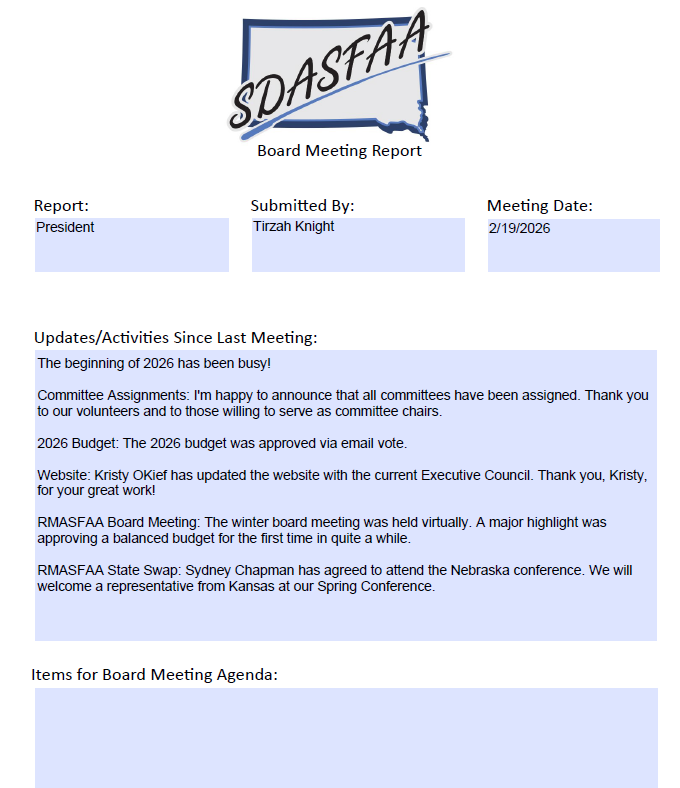 SDASFAA
Board Meeting Report
Report:
President
Submitted By:
Tirzah Knight
Meeting Date:
2/19/2026
Updates/Activities Since Last Meeting:
The beginning of 2026 has been busy!
Committee Assignments: I'm happy to announce that all committees have been assigned. Thank you
to our volunteers and to those willing to serve as committee chairs.
2026 Budget: The 2026 budget was approved via email vote.
Website: Kristy OKief has updated the website with the current Executive Council. Thank you, Kristy,
for your great work!
RMASFAA Board Meeting: The winter board meeting was held virtually. A major highlight was
approving a balanced budget for the first time in quite a while.
RMASFAA State Swap: Sydney Chapman has agreed to attend the Nebraska conference. We will
welcome a representative from Kansas at our Spring Conference.
Items for Board Meeting Agenda: